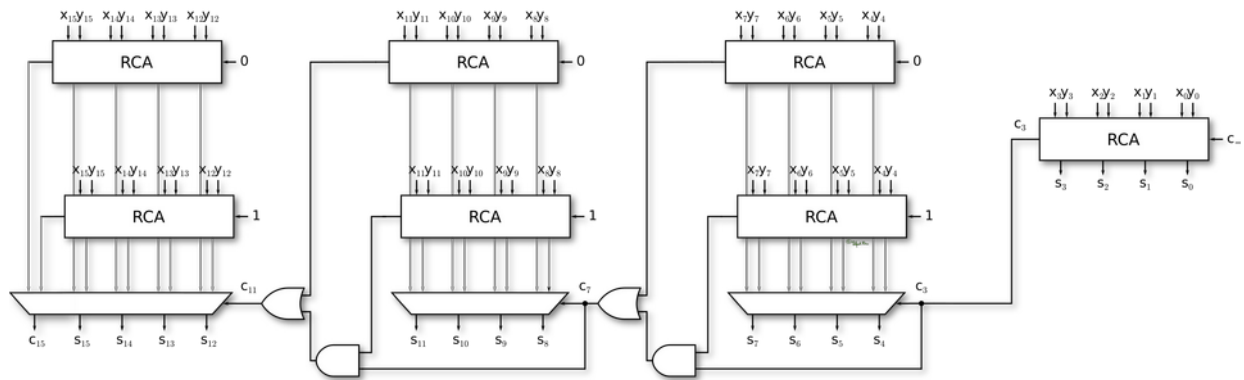 x₁₅y₁₅ x₁₄y₁₄ x₁₃y₁₃ x₁₂y₁₂
RCA
0
x₁₅y₁₅ x₁₄y₁₄ x₁₃y₁₃ x₁₂y₁₂
RCA
1
c₁₁
c₁₅ s₁₅ s₁₄ s₁₃ s₁₂
x₁₁y₁₁ x₁₀y₁₀ x₉y₉ x₈y₈
RCA
0
x₁₁y₁₁ x₁₀y₁₀ x₉y₉ x₈y₈
RCA
1
c₇
s₁₁ s₁₀ s₉ s₈
x₇y₇ x₆y₆ x₅y₅ x₄y₄
RCA
0
x₇y₇ x₆y₆ x₅y₅ x₄y₄
RCA
1
c₃
s₇ s₆ s₅ s₄
x₃y₃ x₂y₂ x₁y₁ x₀y₀
c₃
RCA
c₋
s₃ s₂ s₁ s₀